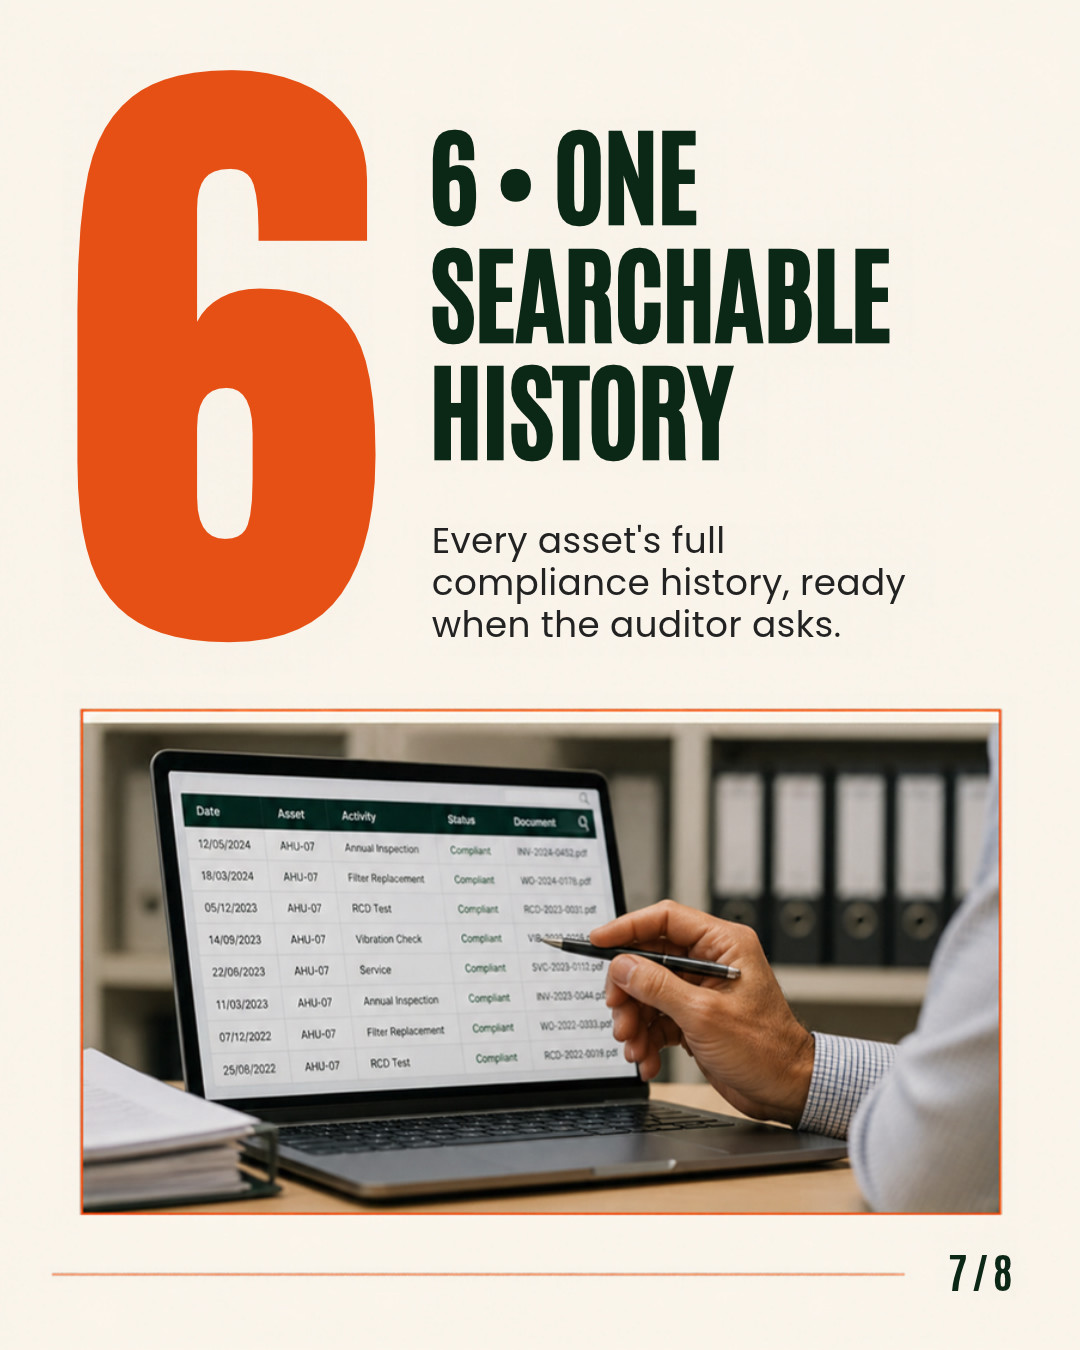 6
6 • ONE
SEARCHABLE
HISTORY
Every asset's full
compliance history, ready
when the auditor asks.
Date Asset Activity Status Document
12/05/2024 AHU-07 Annual Inspection Compliant INV-2024-0452.pdf
18/03/2024 AHU-07 Filter Replacement Compliant WO-2024-0178.pdf
05/12/2023 AHU-07 RCD Test Compliant RCD-2023-0031.pdf
14/09/2023 AHU-07 Vibration Check Compliant
22/06/2023 AHU-07 Service Compliant SVC-2023-0112.pdf
11/03/2023 AHU-07 Annual Inspection Compliant INV-2023-0044.pdf
07/12/2022 AHU-07 Filter Replacement Compliant WO-2022-0333.pdf
25/08/2022 AHU-07 RCD Test Compliant RCD-2022-0019.pdf
7/8